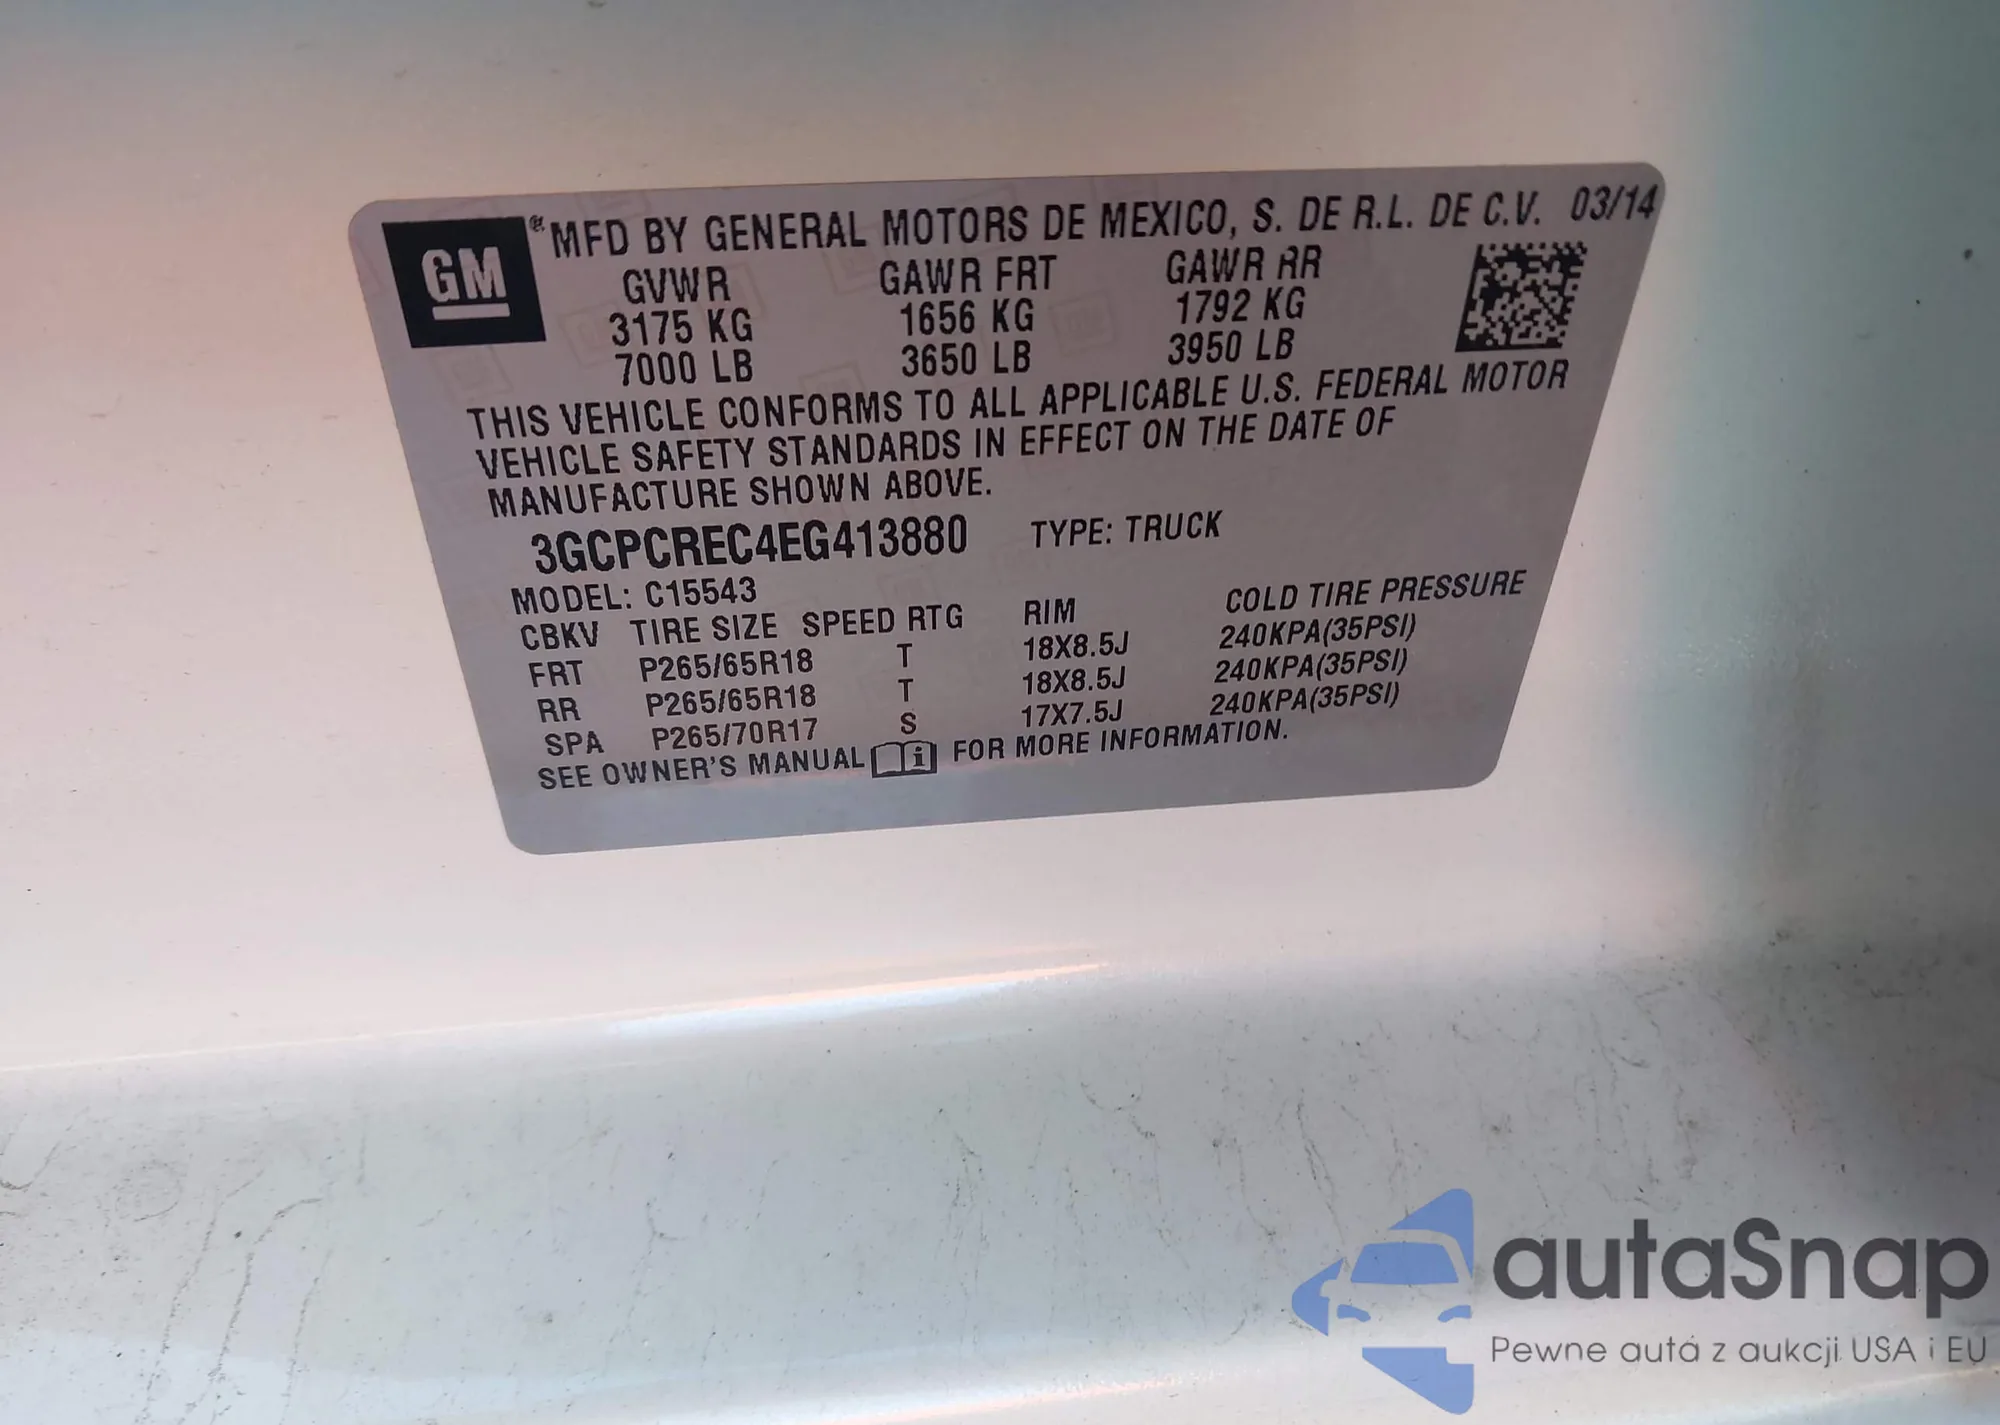 GM ® MFD BY GENERAL MOTORS DE MEXICO, S. DE R.L. DE C.V. 03/14
GVWR GAWR FRT GAWR RR
3175 KG 1656 KG 1792 KG
7000 LB 3650 LB 3950 LB
THIS VEHICLE CONFORMS TO ALL APPLICABLE U.S. FEDERAL MOTOR
VEHICLE SAFETY STANDARDS IN EFFECT ON THE DATE OF
MANUFACTURE SHOWN ABOVE.
3GCPCREC4EG413880 TYPE: TRUCK
MODEL: C15543
CBKV TIRE SIZE SPEED RTG RIM COLD TIRE PRESSURE
FRT P265/65R18 T 18X8.5J 240KPA(35PSI)
RR P265/65R18 T 18X8.5J 240KPA(35PSI)
SPA P265/70R17 S 17X7.5J 240KPA(35PSI)
SEE OWNER'S MANUAL i FOR MORE INFORMATION.
autaSnap
Pewne auta z aukcji USA i EU